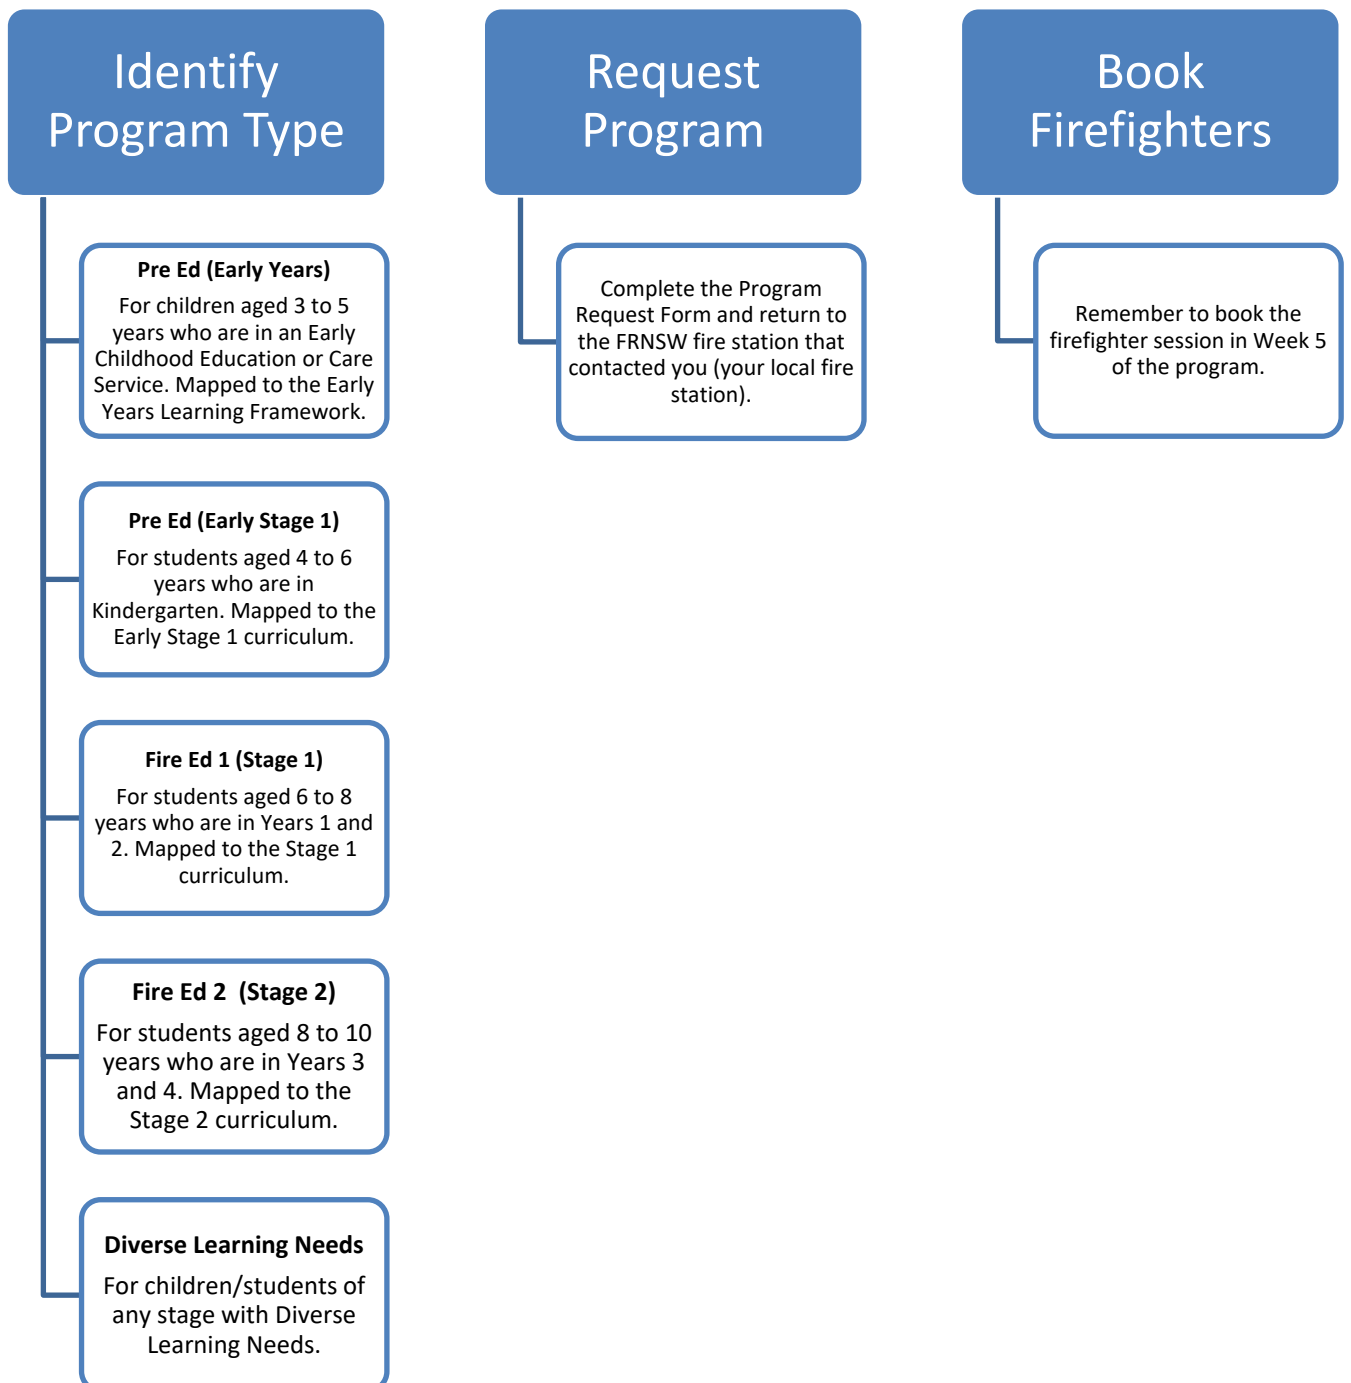 Identify
Program Type
Pre Ed (Early Years)
For children aged 3 to 5
years who are in an Early
Childhood Education or Care
Service. Mapped to the Early
Years Learning Framework.
Pre Ed (Early Stage 1)
For students aged 4 to 6
years who are in
Kindergarten. Mapped to the
Early Stage 1 curriculum.
Fire Ed 1 (Stage 1)
For students aged 6 to 8
years who are in Years 1 and
2. Mapped to the Stage 1
curriculum.
Fire Ed 2  (Stage 2)
For students aged 8 to 10
years who are in Years 3
and 4. Mapped to the
Stage 2 curriculum.
Diverse Learning Needs
For children/students of
any stage with Diverse
Learning Needs.
Request
Program
Complete the Program
Request Form and return to
the FRNSW fire station that
contacted you (your local fire
station).
Book
Firefighters
Remember to book the
firefighter session in Week 5
of the program.